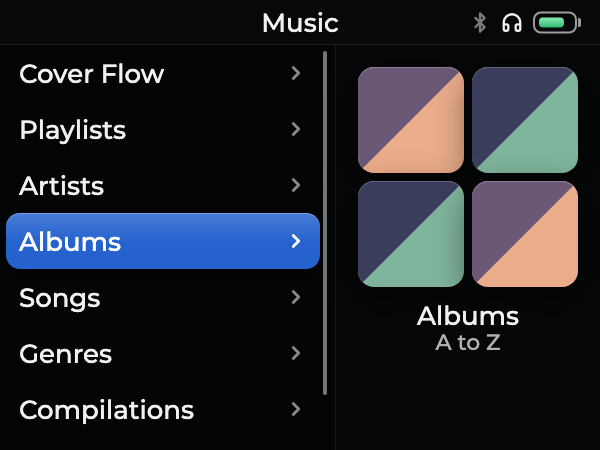 Music
Cover Flow
Playlists
Artists
Albums
Songs
Genres
Compilations
Albums
A to Z